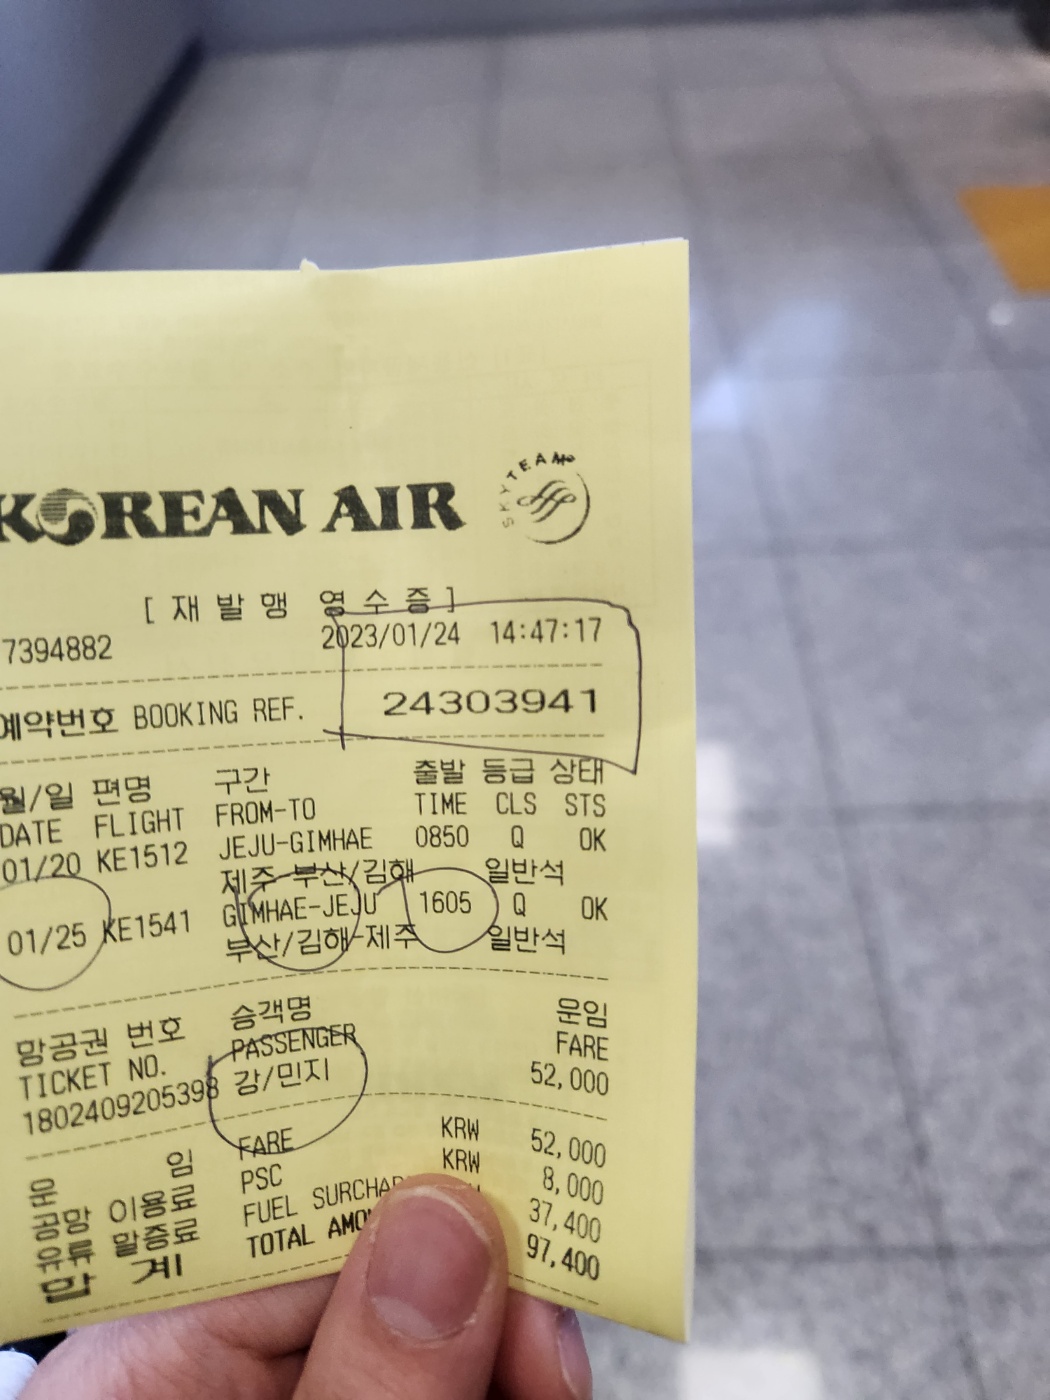 KOREAN AIR
SKYTEAM
[ 재 발 행 영 수 증 ]
7394882 2023/01/24 14:47:17
예약번호 BOOKING REF. 24303941
월/일 편명 구간 출발 등급 상태
DATE FLIGHT FROM-TO TIME CLS STS
01/20 KE1512 JEJU-GIMHAE 0850 Q OK
제주-부산/김해 일반석
01/25 KE1541 GIMHAE-JEJU 1605 Q OK
부산/김해-제주 일반석
항공권 번호 승객명 운임
TICKET NO. PASSENGER FARE
1802409205398 강/민지 52,000
운 임 FARE KRW 52,000
공항 이용료 PSC KRW 8,000
유류 할증료 FUEL SURCHAR 37,400
합 계 TOTAL AMO 97,400